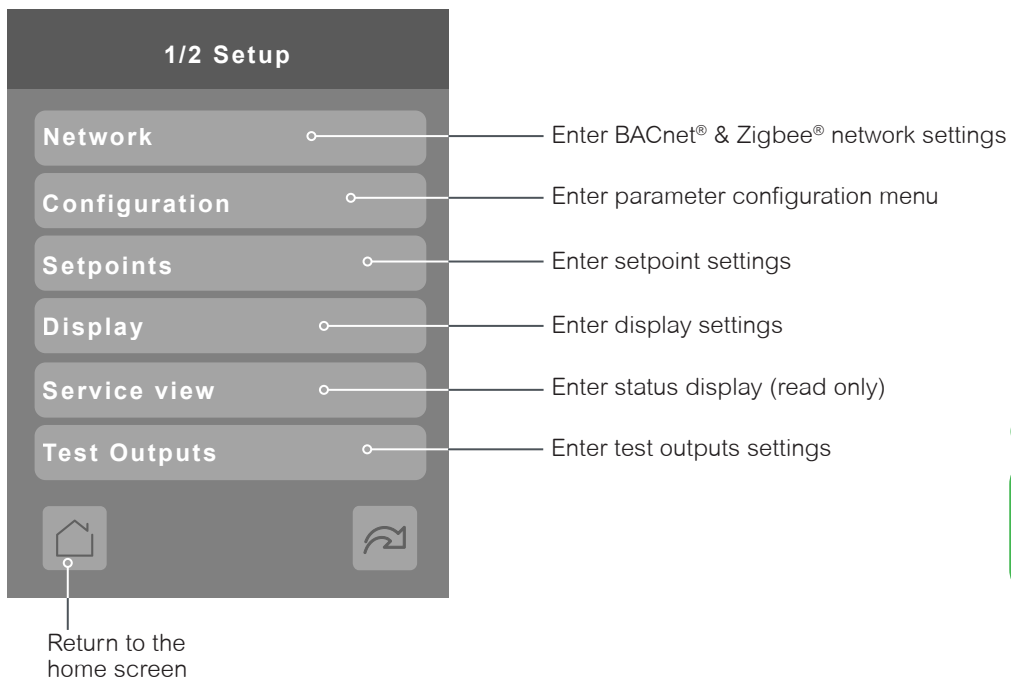 1/2 Setup
Network
Enter BACnet® & Zigbee® network settings
Configuration
Enter parameter configuration menu
Setpoints
Enter setpoint settings
Display
Enter display settings
Service view
Enter status display (read only)
Test Outputs
Enter test outputs settings
Return to the
home screen